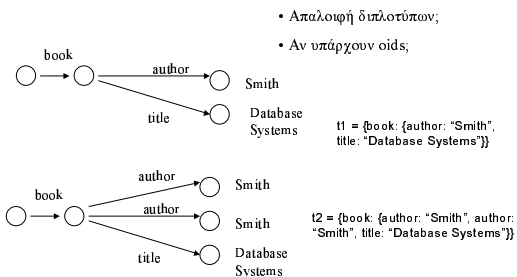 • Απαλοιφή διπλοτύπων;
• Αν υπάρχουν oids;
book
author
Smith
title
Database
Systems
t1 = {book: {author: “Smith”,
title: “Database Systems”}}
book
author
Smith
author
Smith
title
Database
Systems
t2 = {book: {author: “Smith”, author:
“Smith”, title: “Database Systems”}}